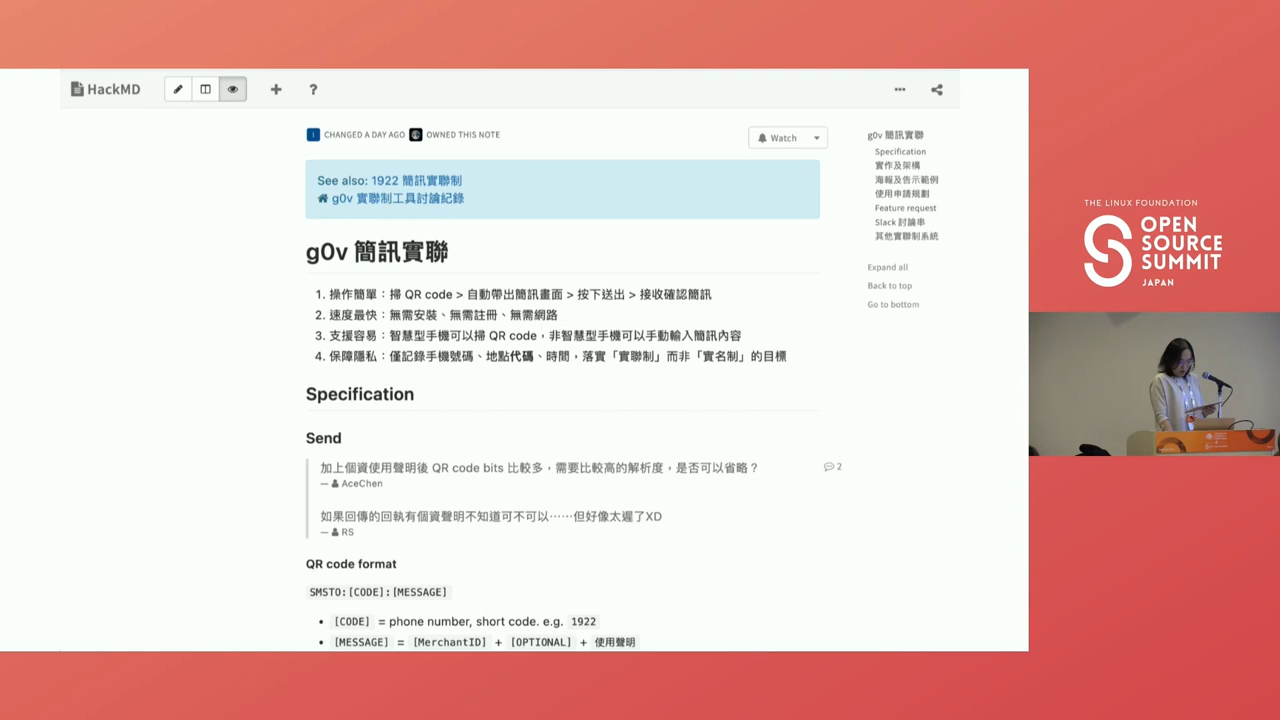 HackMD
CHANGED A DAY AGO OWNED THIS NOTE
Watch
See also: 1922 簡訊實聯制
g0v 實聯制工具討論紀錄
g0v 簡訊實聯
1. 操作簡單：掃 QR code > 自動帶出簡訊畫面 > 按下送出 > 接收確認簡訊
2. 速度最快：無需安裝、無需註冊、無需網路
3. 支援容易：智慧型手機可以掃 QR code，非智慧型手機可以手動輸入簡訊內容
4. 保障隱私：僅記錄手機號碼、地點代碼、時間，落實「實聯制」而非「實名制」的目標
Specification
Send
加上個資使用聲明後 QR code bits 比較多，需要比較高的解析度，是否可以省略？
2
— AceChen
如果回傳的回執有個資聲明不知道可不可以⋯⋯但好像太遲了XD
— RS
QR code format
SMSTO:[CODE]:[MESSAGE]
• [CODE] = phone number, short code. e.g. 1922
• [MESSAGE] = [MerchantID] + [OPTIONAL] + 使用聲明
g0v 簡訊實聯
Specification
實作及架構
海報及告示範例
使用申請規劃
Feature request
Slack 討論串
其他實聯制系統
Expand all
Back to top
Go to bottom
THE LINUX FOUNDATION
OPEN
SOURCE
SUMMIT
JAPAN